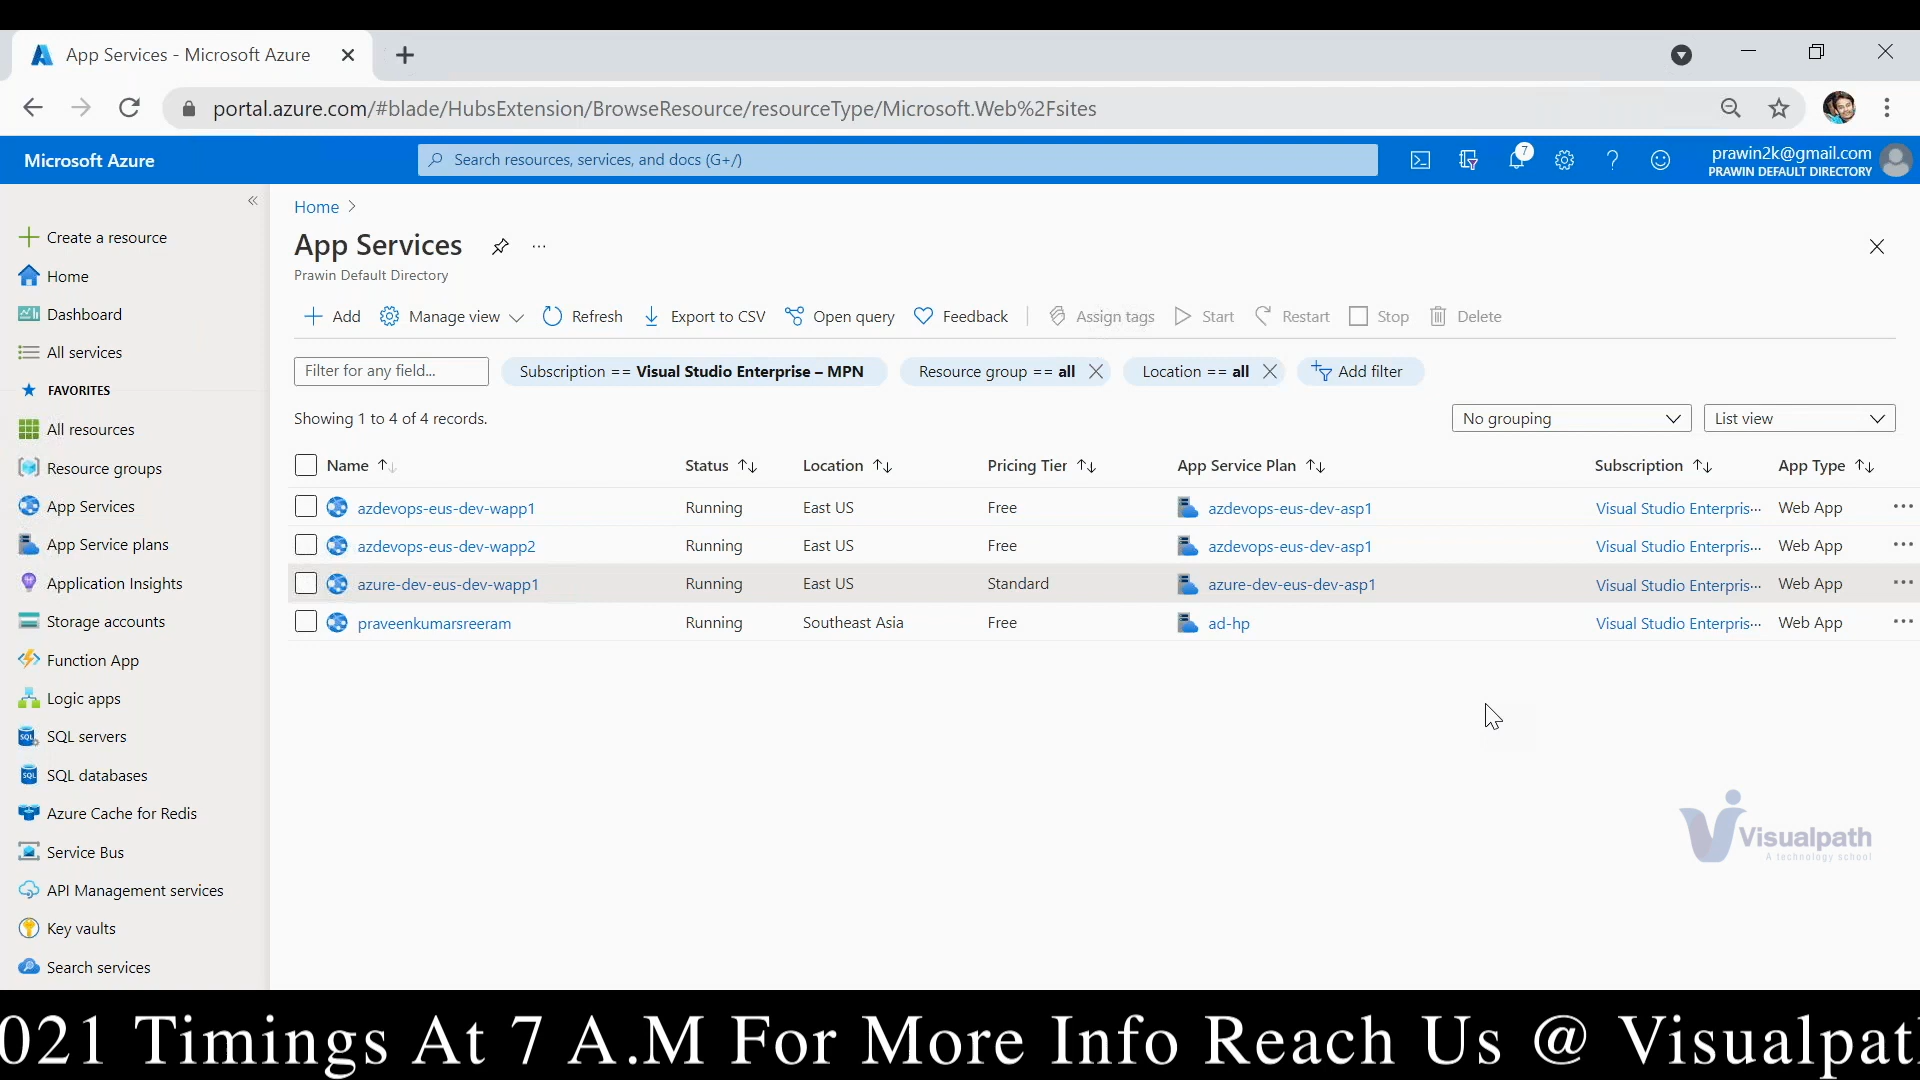 App Services - Microsoft Azure
portal.azure.com/#blade/HubsExtension/BrowseResource/resourceType/Microsoft.Web%2Fsites
Microsoft Azure
Search resources, services, and docs (G+/)
7
prawin2k@gmail.com
PRAWIN DEFAULT DIRECTORY
Create a resource
Home
Dashboard
All services
FAVORITES
All resources
Resource groups
App Services
App Service plans
Application Insights
Storage accounts
Function App
Logic apps
SQL servers
SQL databases
Azure Cache for Redis
Service Bus
API Management services
Key vaults
Search services
Home >
App Services ...
Prawin Default Directory
Add Manage view Refresh Export to CSV Open query Feedback Assign tags Start Restart Stop Delete
Filter for any field... Subscription == Visual Studio Enterprise – MPN Resource group == all Location == all Add filter
Showing 1 to 4 of 4 records. No grouping List view
Name Status Location Pricing Tier App Service Plan Subscription App Type
azdevops-eus-dev-wapp1 Running East US Free azdevops-eus-dev-asp1 Visual Studio Enterpris... Web App ...
azdevops-eus-dev-wapp2 Running East US Free azdevops-eus-dev-asp1 Visual Studio Enterpris... Web App ...
azure-dev-eus-dev-wapp1 Running East US Standard azure-dev-eus-dev-asp1 Visual Studio Enterpris... Web App ...
praveenkumarsreeram Running Southeast Asia Free ad-hp Visual Studio Enterpris... Web App ...
Visualpath
A technology school
021 Timings At 7 A.M For More Info Reach Us @ Visualpat